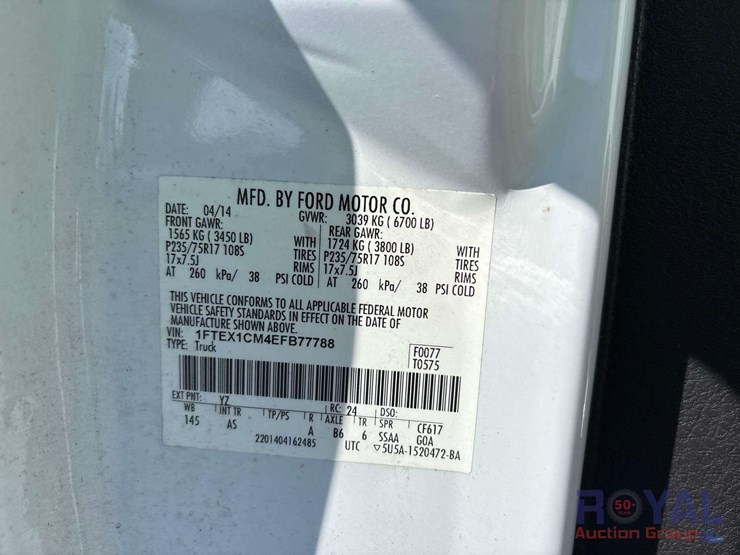 MFD. BY FORD MOTOR CO.
DATE: 04/14 GVWR: 3039 KG ( 6700 LB)
FRONT GAWR: REAR GAWR:
1565 KG ( 3450 LB) WITH 1724 KG ( 3800 LB) WITH
P235/75R17 108S TIRES P235/75R17 108S TIRES
17x7.5J RIMS 17x7.5J RIMS
AT 260 kPa/ 38 PSI COLD AT 260 kPa/ 38 PSI COLD
THIS VEHICLE CONFORMS TO ALL APPLICABLE FEDERAL MOTOR
VEHICLE SAFETY STANDARDS IN EFFECT ON THE DATE OF
MANUFACTURE SHOWN ABOVE.
VIN: 1FTEX1CM4EFB77788
TYPE: Truck
F0077
T0575
EXT PNT: YZ RC: 24 DSO:
WB INT TR TP/PS R AXLE TR SPR CF617
145 AS A B6 6 SSAA GOA
2201404162485 UTC ▽5U5A-1520472-BA
ROYAL
50+
Auction Group